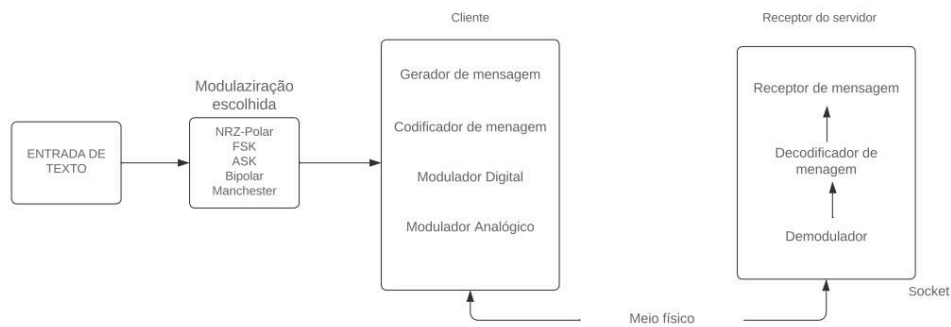 Cliente
Receptor do servidor
Modulaziração
escolhida
ENTRADA DE
TEXTO
NRZ-Polar
FSK
ASK
Bipolar
Manchester
Gerador de mensagem
Codificador de menagem
Modulador Digital
Modulador Analógico
Receptor de mensagem
Decodificador de
menagem
Demodulador
Socket
Meio físico